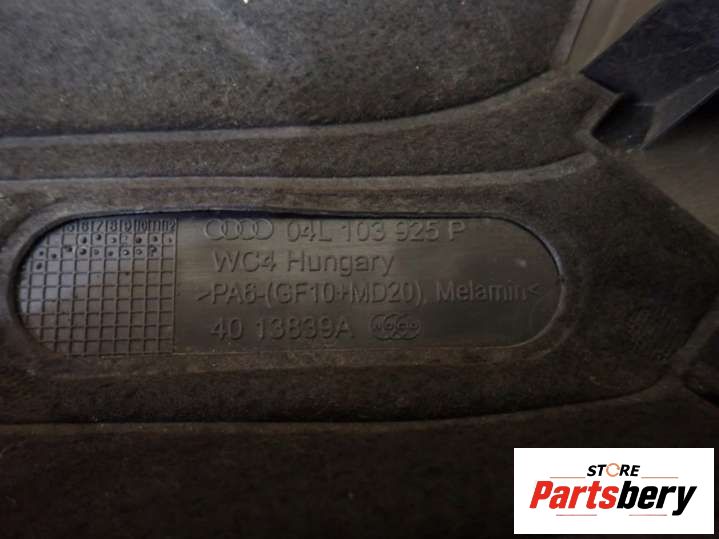 04L 103 925 P
WC4 Hungary
>PA6-(GF10+MD20), Melamin<
40 13839A
STORE
Partsbery